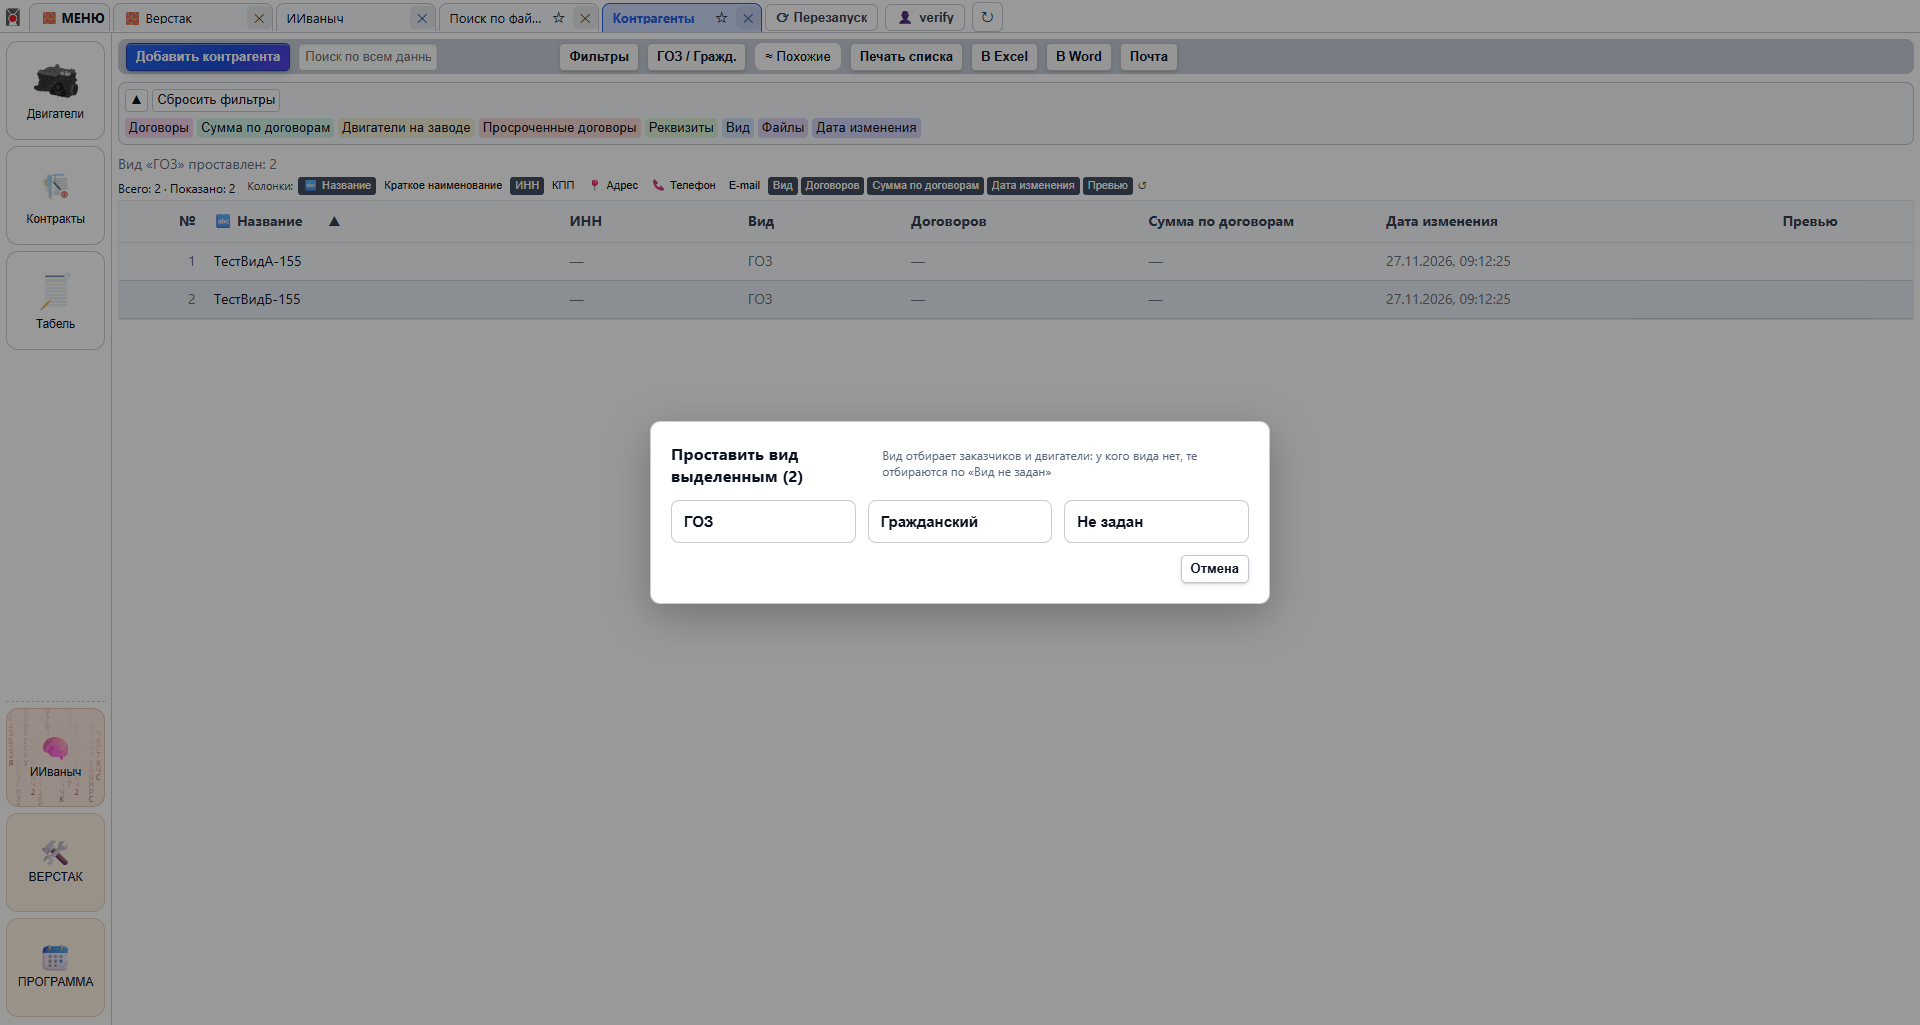 МЕНЮ
Верстак
ИИваныч
Поиск по фай...
Контрагенты
Перезапуск
verify
Добавить контрагента
Поиск по всем даннь
Фильтры
ГОЗ / Гражд.
≈ Похожие
Печать списка
В Excel
В Word
Почта
▲ Сбросить фильтры
Договоры Сумма по договорам Двигатели на заводе Просроченные договоры Реквизиты Вид Файлы Дата изменения
Вид «ГОЗ» проставлен: 2
Всего: 2 · Показано: 2 Колонки: Название Краткое наименование ИНН КПП Адрес Телефон E-mail Вид Договоров Сумма по договорам Дата изменения Превью
№ Название ▲ ИНН Вид Договоров Сумма по договорам Дата изменения Превью
1 ТестВидА-155 — ГОЗ — — 27.11.2026, 09:12:25
2 ТестВидБ-155 — ГОЗ — — 27.11.2026, 09:12:25
Двигатели
Контракты
Табель
ИИваныч
ВЕРСТАК
ПРОГРАММА
Проставить вид
выделенным (2)
Вид отбирает заказчиков и двигатели: у кого вида нет, те
отбираются по «Вид не задан»
ГОЗ
Гражданский
Не задан
Отмена